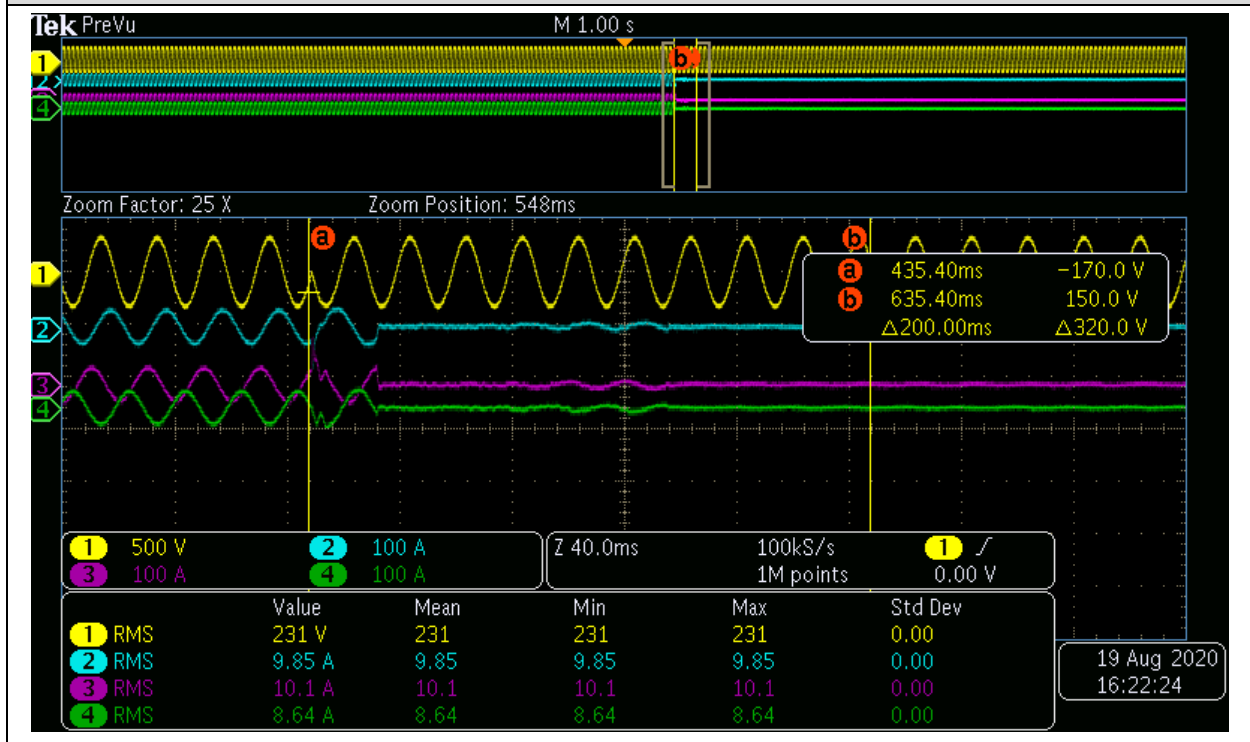 Tek PreVu M 1.00 s
b
1
2
4
Zoom Factor: 25 X Zoom Position: 548ms
a b
1
a 435.40ms −170.0 V
b 635.40ms 150.0 V
△200.00ms △320.0 V
2
3
4
1 500 V 2 100 A Z 40.0ms 100kS/s 1 ∫
3 100 A 4 100 A 1M points 0.00 V
Value Mean Min Max Std Dev
1 RMS 231 V 231 231 231 0.00
2 RMS 9.85 A 9.85 9.85 9.85 0.00
3 RMS 10.1 A 10.1 10.1 10.1 0.00
4 RMS 8.64 A 8.64 8.64 8.64 0.00
19 Aug 2020
16:22:24